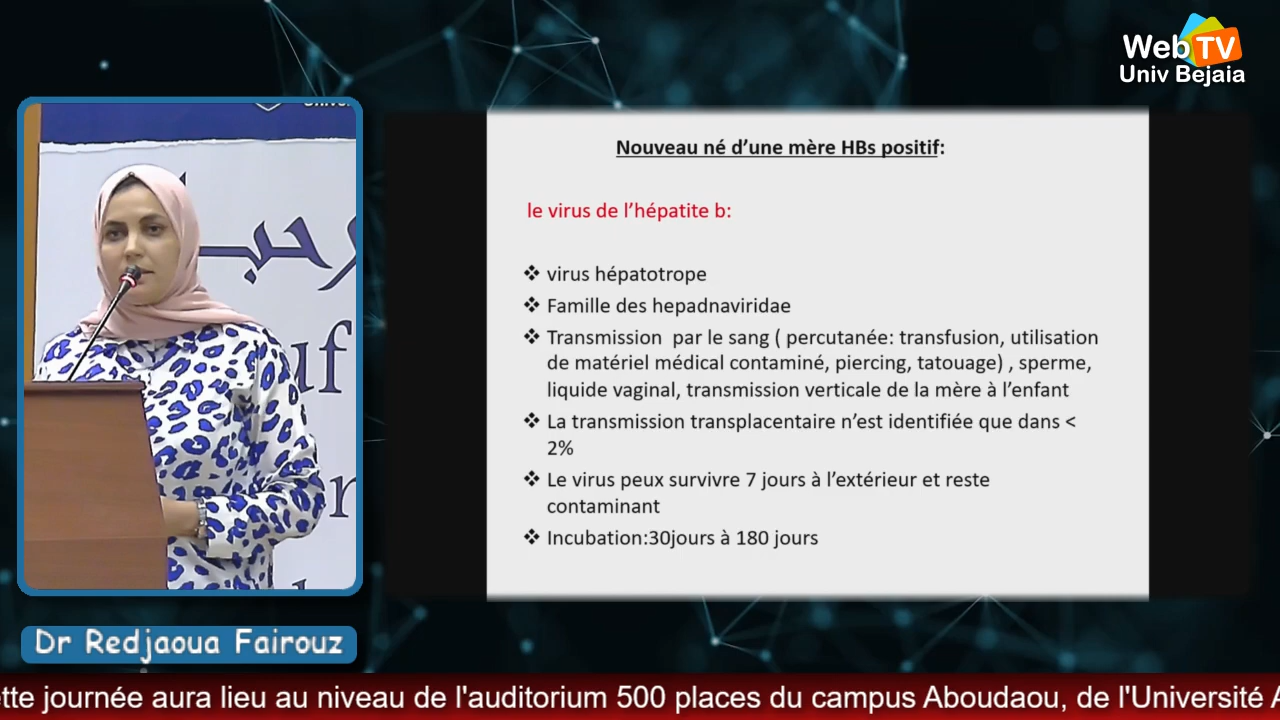 Web TV
Univ Bejaia
Nouveau né d’une mère HBs positif:
le virus de l’hépatite b:
❖ virus hépatotrope
❖ Famille des hepadnaviridae
❖ Transmission par le sang ( percutanée: transfusion, utilisation
de matériel médical contaminé, piercing, tatouage) , sperme,
liquide vaginal, transmission verticale de la mère à l’enfant
❖ La transmission transplacentaire n’est identifiée que dans <
2%
❖ Le virus peux survivre 7 jours à l’extérieur et reste
contaminant
❖ Incubation:30jours à 180 jours
Dr Redjaoua Fairouz
tte journée aura lieu au niveau de l'auditorium 500 places du campus Aboudaou, de l'Université A